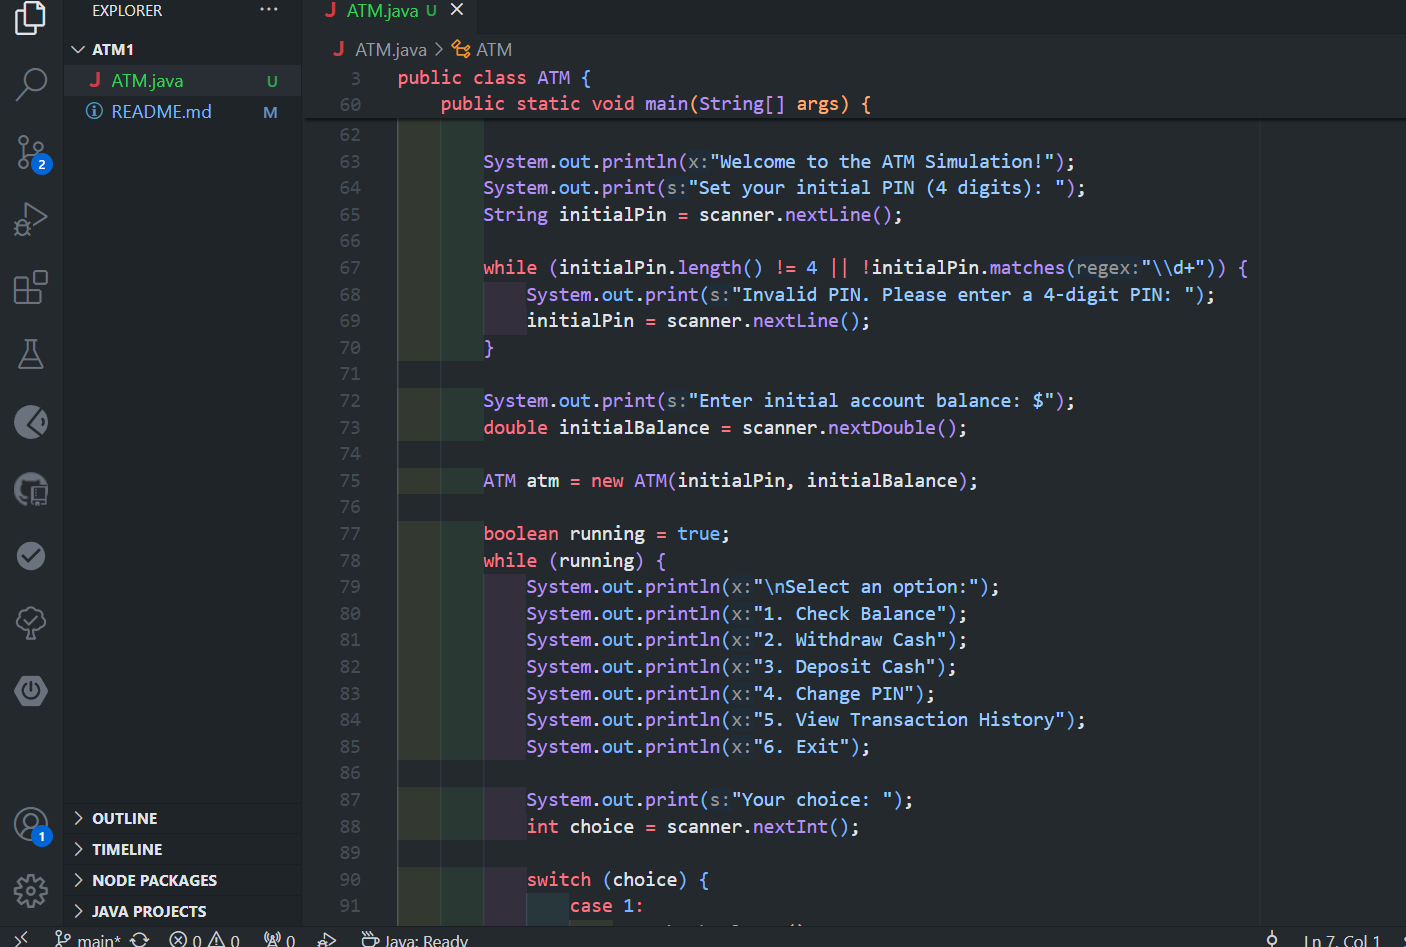 EXPLORER
ATM1
ATM.java U
README.md M
2
1
OUTLINE
TIMELINE
NODE PACKAGES
JAVA PROJECTS
ATM.java U
ATM.java > ATM
3 public class ATM {
60 public static void main(String[] args) {
62
63 System.out.println(x:"Welcome to the ATM Simulation!");
64 System.out.print(s:"Set your initial PIN (4 digits): ");
65 String initialPin = scanner.nextLine();
66
67 while (initialPin.length() != 4 || !initialPin.matches(regex:"\\d+")) {
68 System.out.print(s:"Invalid PIN. Please enter a 4-digit PIN: ");
69 initialPin = scanner.nextLine();
70 }
71
72 System.out.print(s:"Enter initial account balance: $");
73 double initialBalance = scanner.nextDouble();
74
75 ATM atm = new ATM(initialPin, initialBalance);
76
77 boolean running = true;
78 while (running) {
79 System.out.println(x:"\nSelect an option:");
80 System.out.println(x:"1. Check Balance");
81 System.out.println(x:"2. Withdraw Cash");
82 System.out.println(x:"3. Deposit Cash");
83 System.out.println(x:"4. Change PIN");
84 System.out.println(x:"5. View Transaction History");
85 System.out.println(x:"6. Exit");
86
87 System.out.print(s:"Your choice: ");
88 int choice = scanner.nextInt();
89
90 switch (choice) {
91 case 1:
main* 0 0 0 Java: Ready Ln 7, Col 1